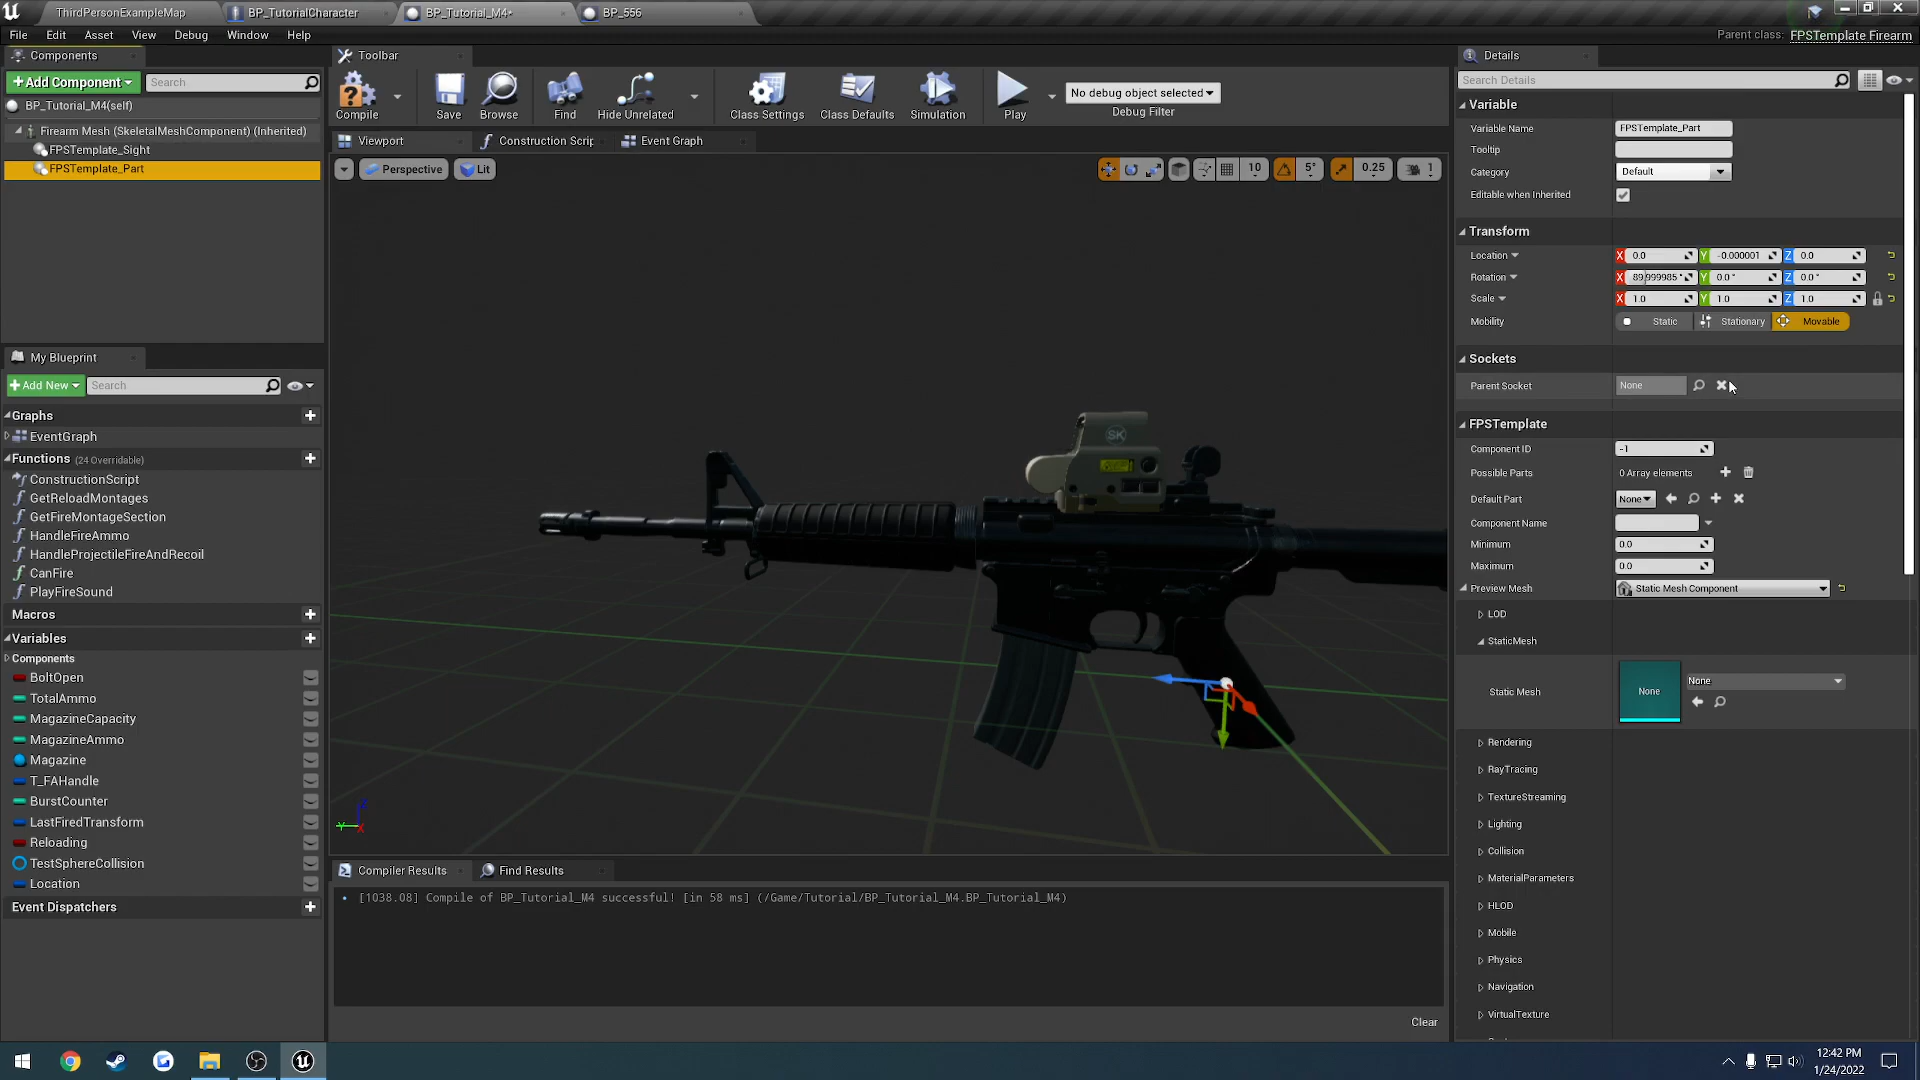 ThirdPersonExampleMap
BP_TutorialCharacter
BP_Tutorial_M4*
BP_556
File Edit Asset View Debug Window Help
Parent class: FPSTemplate Firearm
Components
+Add Component
Search
BP_Tutorial_M4(self)
Firearm Mesh (SkeletalMeshComponent) (Inherited)
FPSTemplate_Sight
FPSTemplate_Part
My Blueprint
+Add New
Search
Graphs
EventGraph
Functions (24 Overridable)
ConstructionScript
GetReloadMontages
GetFireMontageSection
HandleFireAmmo
HandleProjectileFireAndRecoil
CanFire
PlayFireSound
Macros
Variables
Components
BoltOpen
TotalAmmo
MagazineCapacity
MagazineAmmo
Magazine
T_FAHandle
BurstCounter
LastFiredTransform
Reloading
TestSphereCollision
Location
Event Dispatchers
Toolbar
Compile
Save
Browse
Find
Hide Unrelated
Class Settings
Class Defaults
Simulation
Play
No debug object selected
Debug Filter
Viewport
Construction Scrip
Event Graph
Perspective
Lit
10
5°
0.25
1
SK
Compiler Results
Find Results
[1038.08] Compile of BP_Tutorial_M4 successful! [in 58 ms] (/Game/Tutorial/BP_Tutorial_M4.BP_Tutorial_M4)
Clear
Details
Search Details
Variable
Variable Name FPSTemplate_Part
Tooltip
Category Default
Editable when Inherited
Transform
Location X 0.0 Y -0.000001 Z 0.0
Rotation X 89.999985 ° Y 0.0 ° Z 0.0 °
Scale X 1.0 Y 1.0 Z 1.0
Mobility Static Stationary Movable
Sockets
Parent Socket None
FPSTemplate
Component ID -1
Possible Parts 0 Array elements
Default Part None
Component Name
Minimum 0.0
Maximum 0.0
Preview Mesh Static Mesh Component
LOD
StaticMesh
Static Mesh None None
Rendering
RayTracing
TextureStreaming
Lighting
Collision
MaterialParameters
HLOD
Mobile
Physics
Navigation
VirtualTexture
12:42 PM
1/24/2022